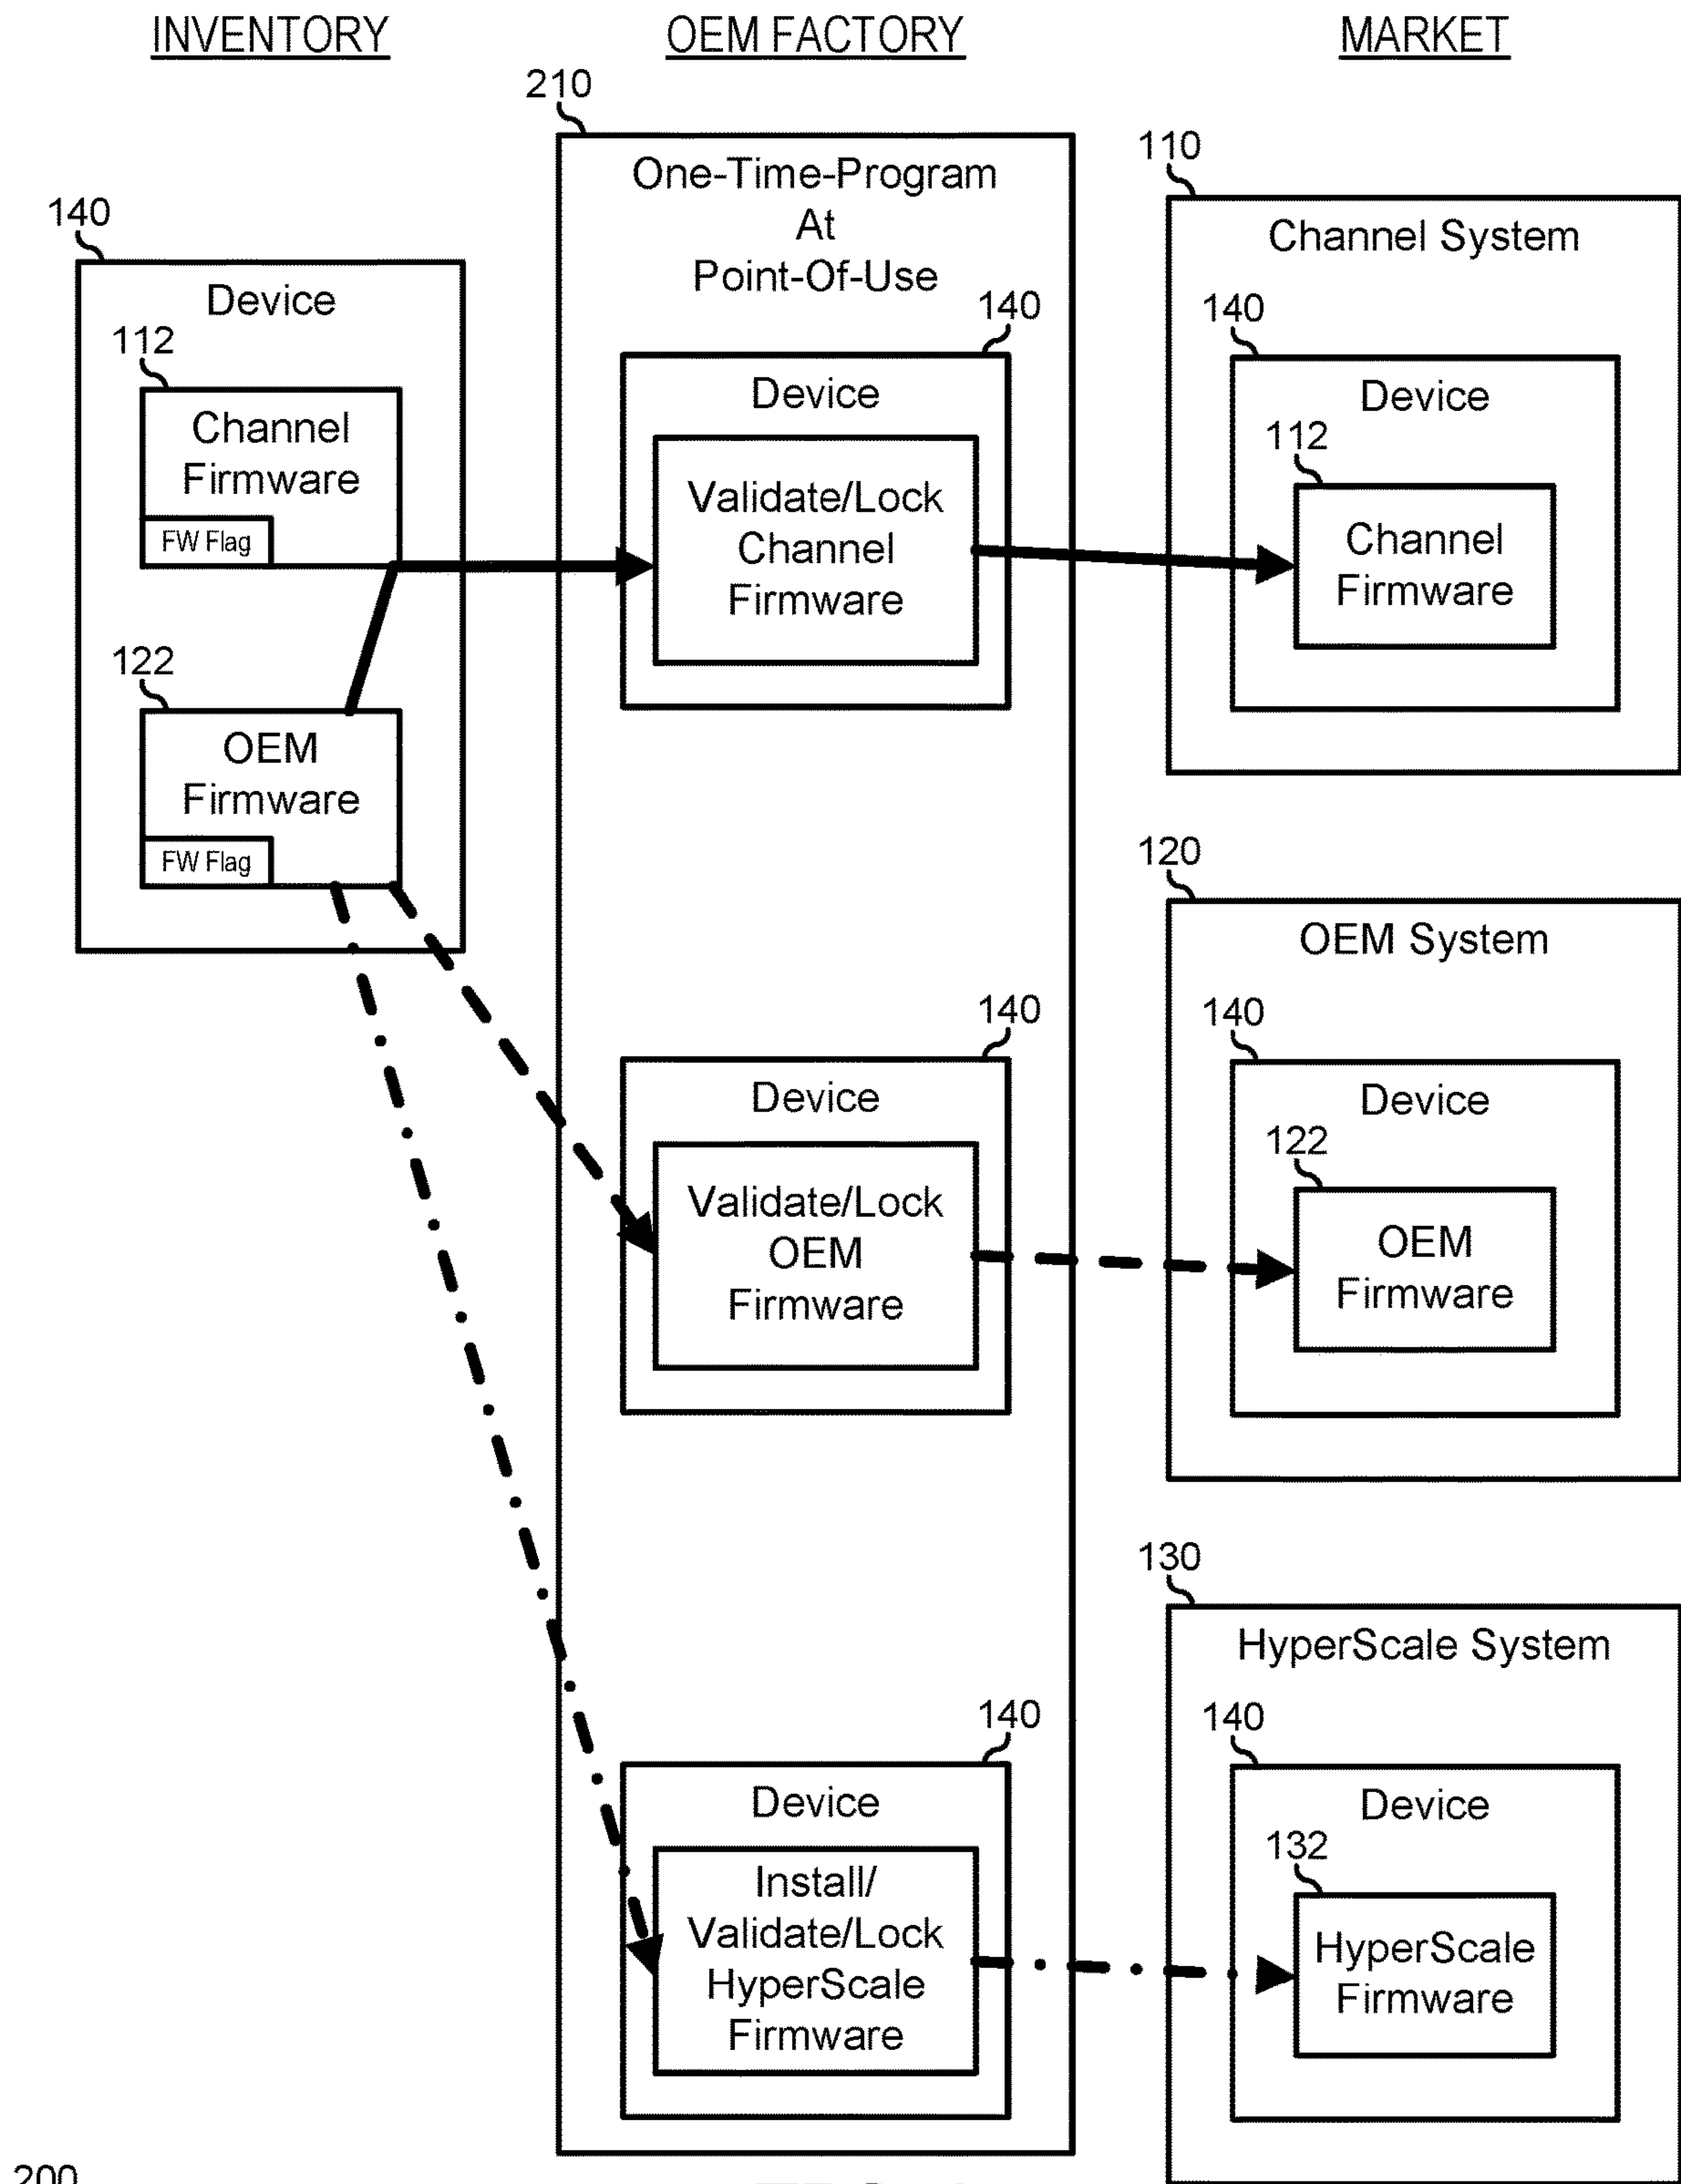 INVENTORY
OEM FACTORY
MARKET
140
Device
112
Channel
Firmware
FW Flag
122
OEM
Firmware
FW Flag
210
One-Time-Program
At
Point-Of-Use
140
Device
Validate/Lock
Channel
Firmware
140
Device
Validate/Lock
OEM
Firmware
140
Device
Install/
Validate/Lock
HyperScale
Firmware
110
Channel System
140
Device
112
Channel
Firmware
120
OEM System
140
Device
122
OEM
Firmware
130
HyperScale System
140
Device
132
HyperScale
Firmware
200